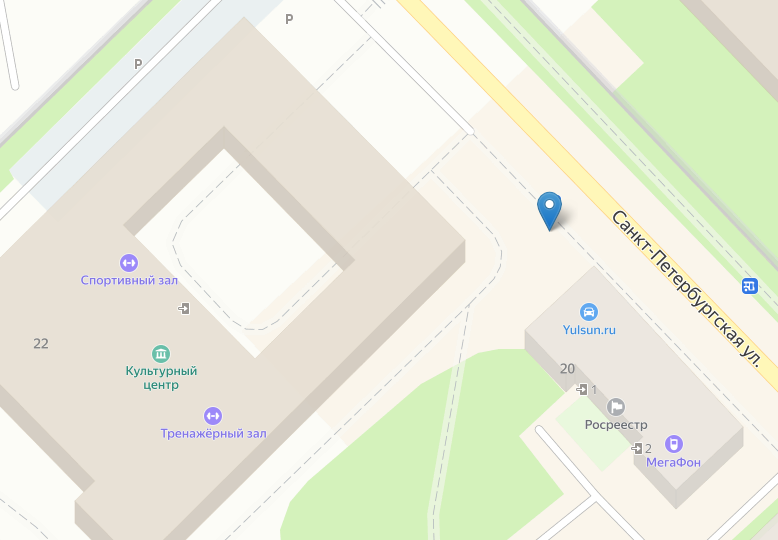 P
P
Санкт-Петербургская ул.
Спортивный зал
Yulsun.ru
22
Культурный
центр
20
1
Росреестр
Тренажёрный зал
2
МегаФон